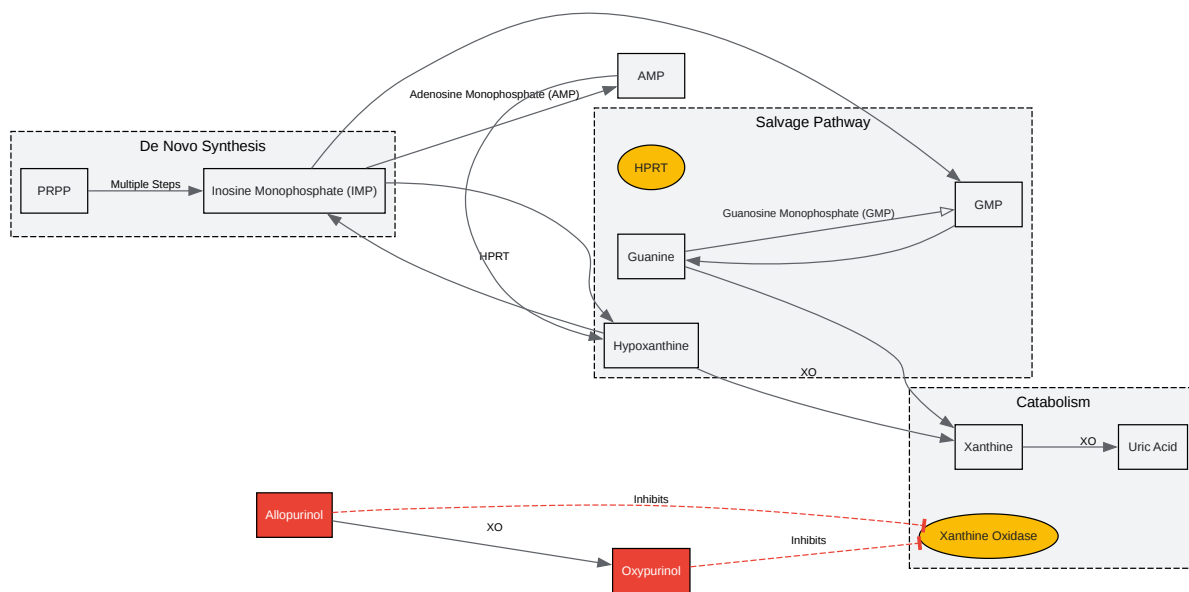 AMP
Adenosine Monophosphate (AMP)
Salvage Pathway
De Novo Synthesis
HPRT
PRPP
Multiple Steps
Inosine Monophosphate (IMP)
GMP
Guanosine Monophosphate (GMP)
HPRT
Guanine
Hypoxanthine
XO
Catabolism
Xanthine
XO
Uric Acid
Inhibits
Allopurinol
XO
Inhibits
Xanthine Oxidase
Oxypurinol